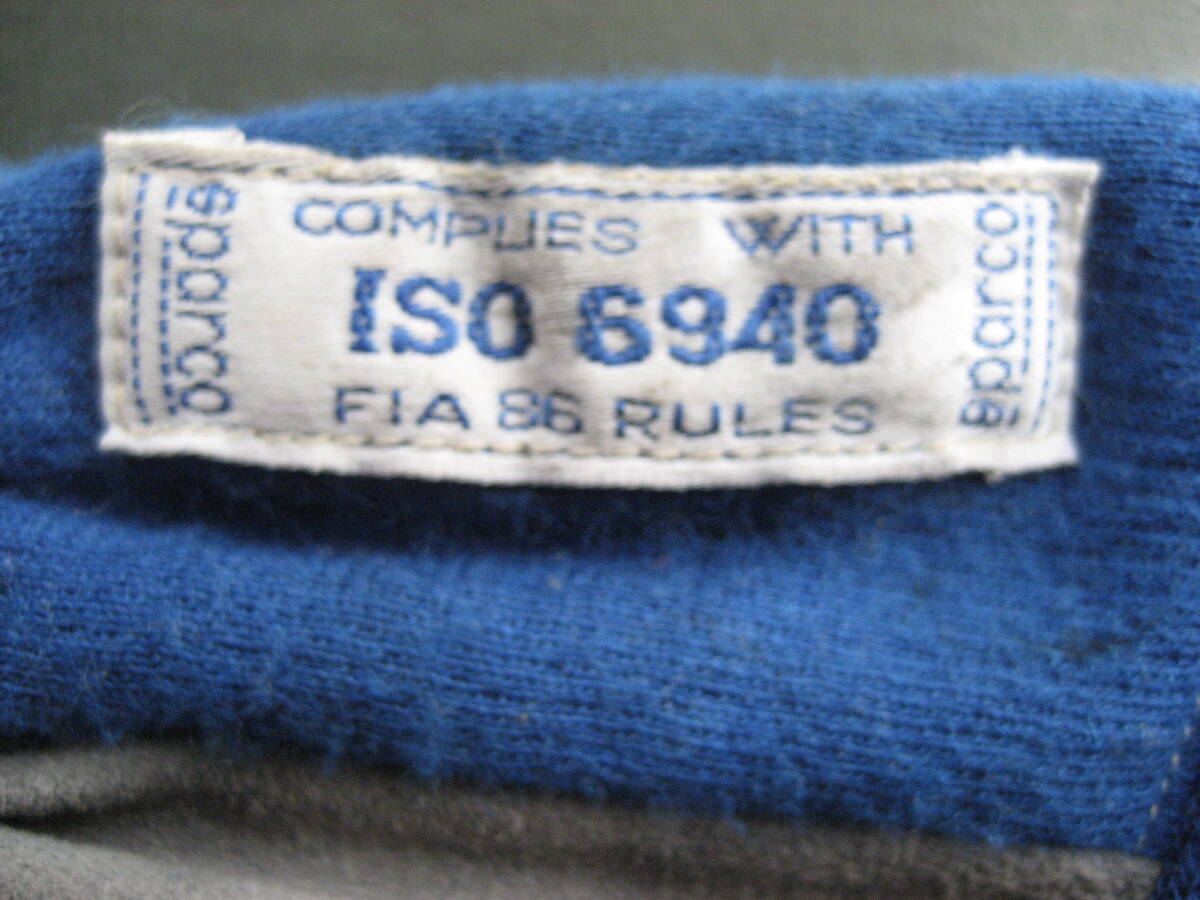 sparco
COMPLIES WITH
ISO 6940
FIA 86 RULES
sparco